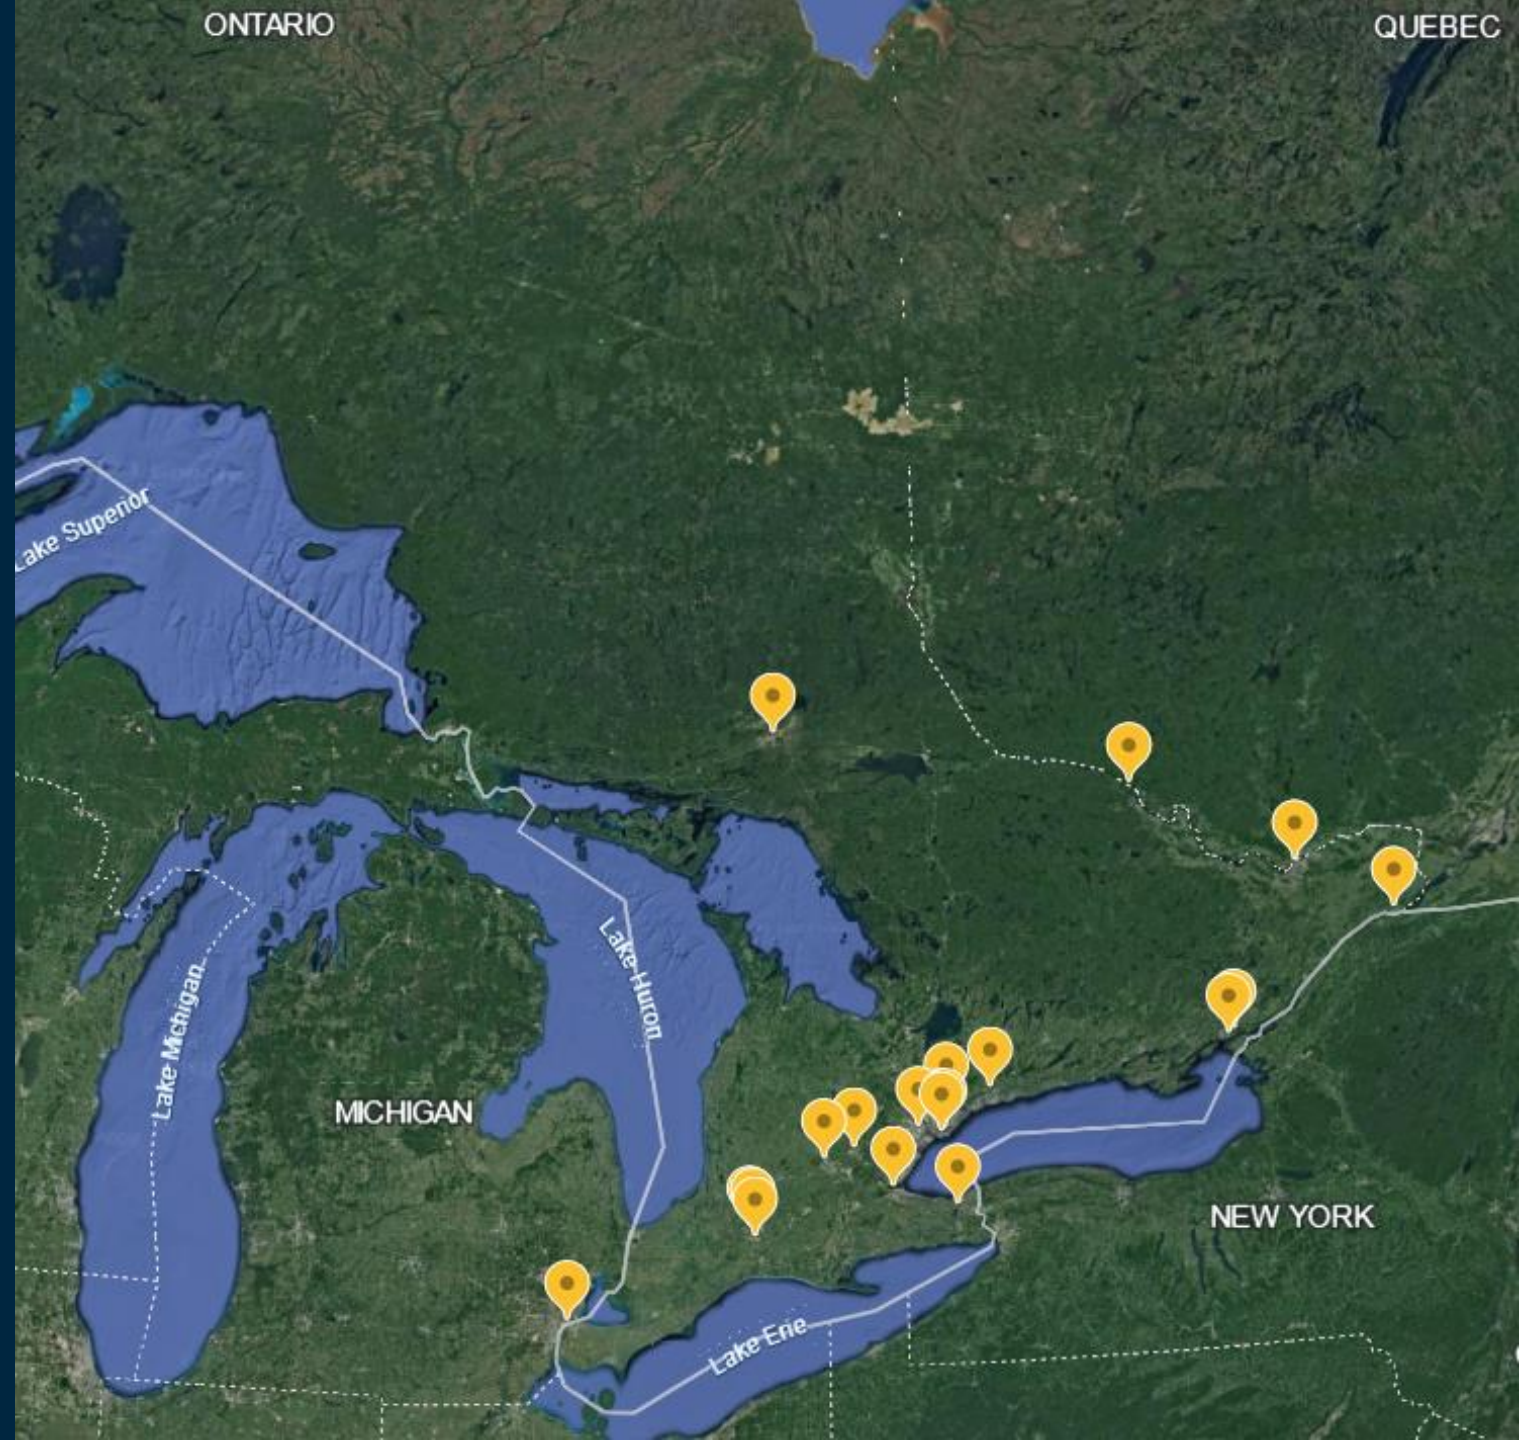 ONTARIO
QUEBEC
Lake Superior
Lake Huron
Lake Michigan
MICHIGAN
NEW YORK
Lake Erie